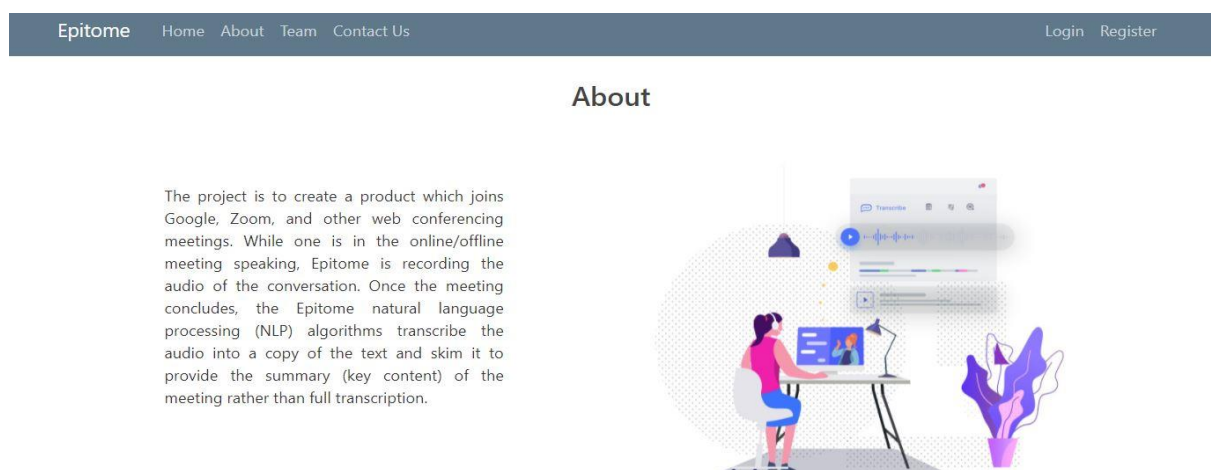 Epitome Home About Team Contact Us Login Register
About
The project is to create a product which joins
Google, Zoom, and other web conferencing
meetings. While one is in the online/offline
meeting speaking, Epitome is recording the
audio of the conversation. Once the meeting
concludes, the Epitome natural language
processing (NLP) algorithms transcribe the
audio into a copy of the text and skim it to
provide the summary (key content) of the
meeting rather than full transcription.
Transcribe